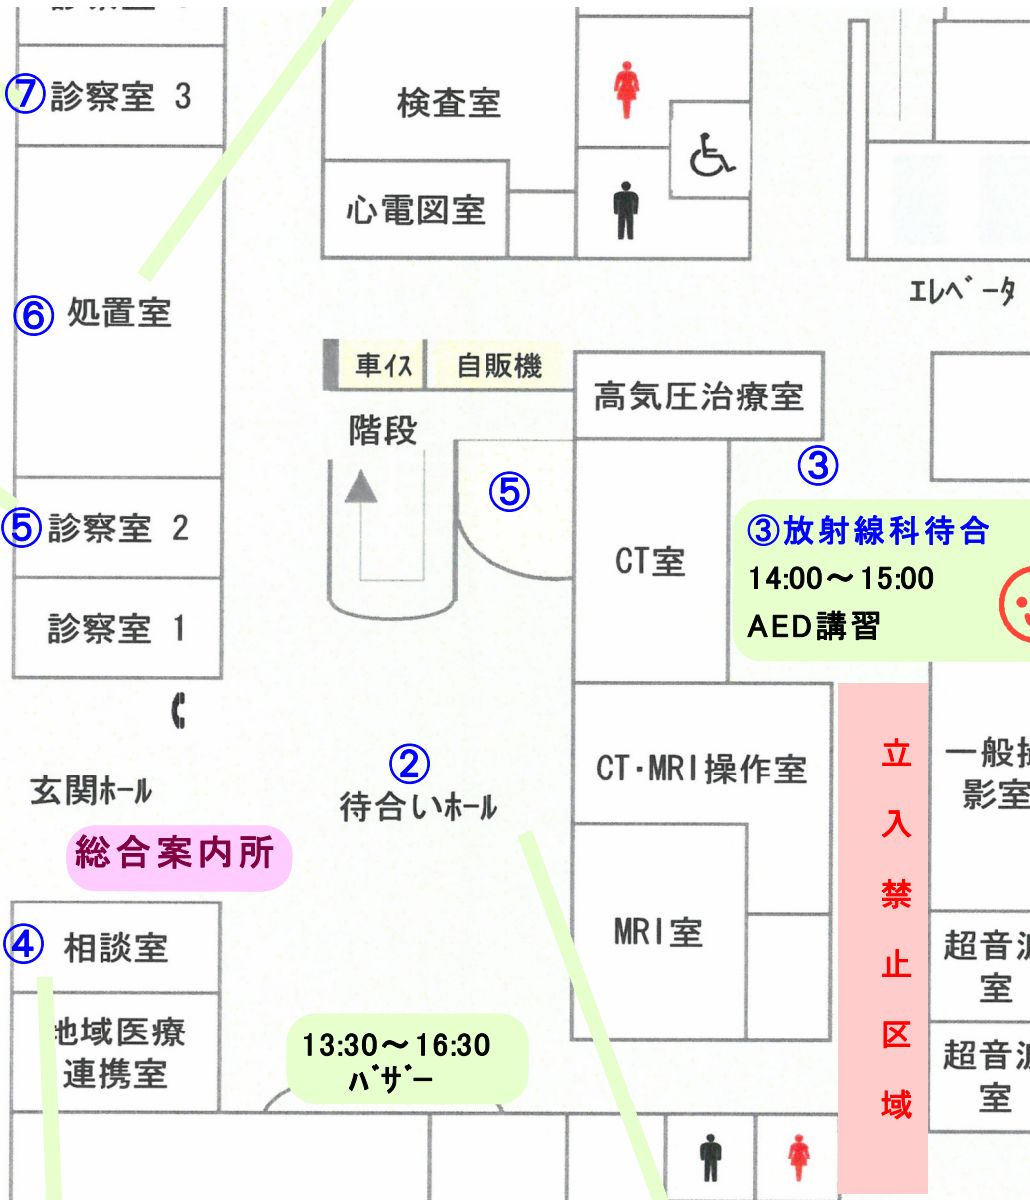 ⑦診察室 3
検査室
心電図室
エレベータ
⑥ 処置室
車イス
自販機
高気圧治療室
階段
③
⑤
⑤診察室 2
③放射線科待合
14:00～15:00
AED講習
CT室
診察室 1
②
待合いホール
CT・MRI操作室
立入禁止区域
一般撮
影室
玄関ホール
総合案内所
④ 相談室
MRI室
超音波
室
地域医療
連携室
13:30～16:30
バザー
超音波
室